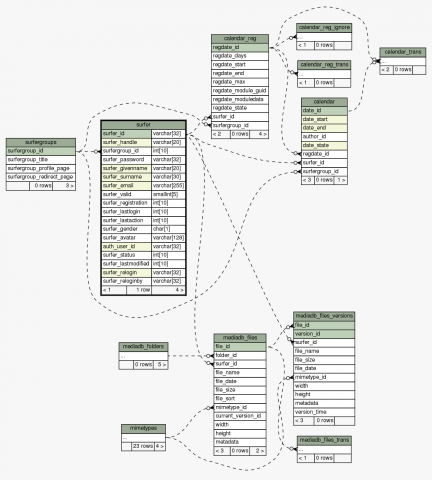 calendar_reg_ignore
...
< 1 0 rows
calendar_reg
regdate_id
regdate_days
regdate_start
regdate_end
regdate_max
regdate_module_guid
regdate_moduledata
regdate_state
surfer_id
surfergroup_id
< 2 0 rows 4 >
calendar_trans
...
< 2 0 rows
calendar_reg_trans
...
< 1 0 rows
calendar
date_id
date_start
date_end
author_id
date_state
regdate_id
surfer_id
surfergroup_id
< 3 0 rows 1 >
surfergroups
surfergroup_id
surfergroup_title
surfergroup_profile_page
surfergroup_redirect_page
0 rows 3 >
surfer
surfer_id varchar[32]
surfer_handle varchar[20]
surfergroup_id int[10]
surfer_password varchar[32]
surfer_givenname varchar[20]
surfer_surname varchar[30]
surfer_email varchar[255]
surfer_valid smallint[5]
surfer_registration int[10]
surfer_lastlogin int[10]
surfer_lastaction int[10]
surfer_gender char[1]
surfer_avatar varchar[128]
auth_user_id varchar[32]
surfer_status int[10]
surfer_lastmodified int[10]
surfer_relogin varchar[32]
surfer_reloginby varchar[32]
< 1 1 row 4 >
mediadb_folders
...
0 rows 5 >
mediadb_files
file_id
folder_id
surfer_id
file_name
file_date
file_size
file_sort
mimetype_id
current_version_id
width
height
metadata
< 3 0 rows 2 >
mediadb_files_versions
file_id
version_id
surfer_id
file_name
file_size
file_date
mimetype_id
width
height
metadata
version_time
< 3 0 rows
mimetypes
...
23 rows 4 >
mediadb_files_trans
...
< 1 0 rows